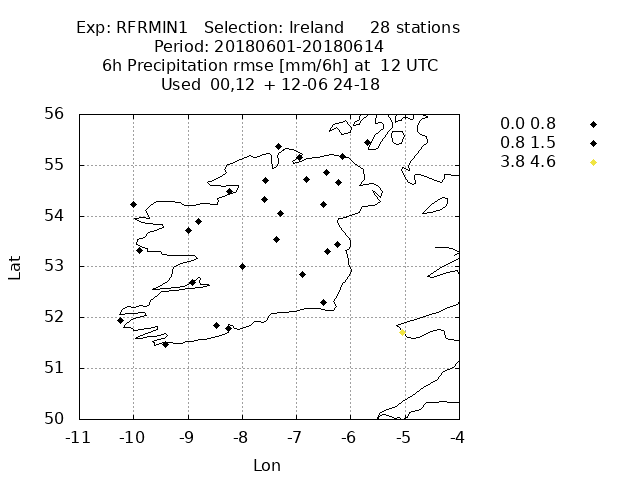 Exp: RFRMIN1 Selection: Ireland 28 stations
Period: 20180601-20180614
6h Precipitation rmse [mm/6h] at 12 UTC
Used 00,12 + 12-06 24-18
0.0 0.8
0.8 1.5
3.8 4.6
56
55
54
53
52
51
50
Lat
-11 -10 -9 -8 -7 -6 -5 -4
Lon